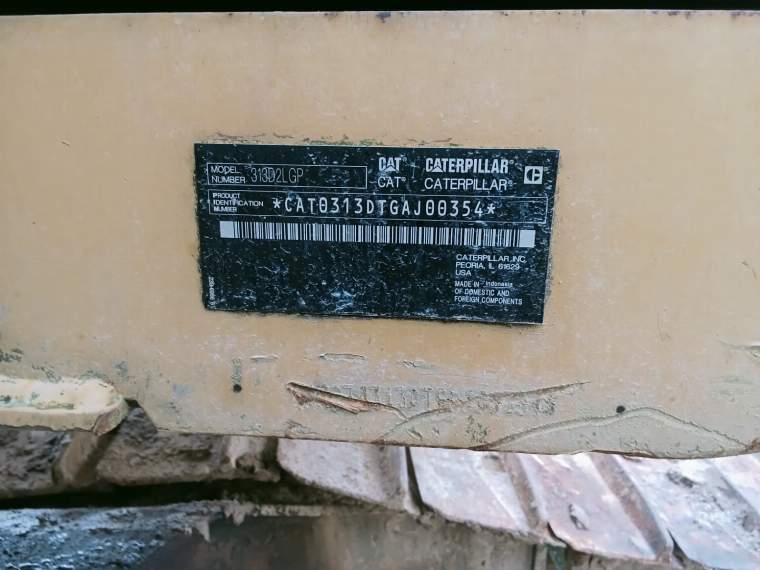 MODEL NUMBER 313D2LGP
CAT® CATERPILLAR®
CAT® CATERPILLAR®
PRODUCT IDENTIFICATION NUMBER *CAT0313DTGAJ00354*
CATERPILLAR INC.
PEORIA, IL 61629
USA
MADE IN Indonesia
OF DOMESTIC AND
FOREIGN COMPONENTS